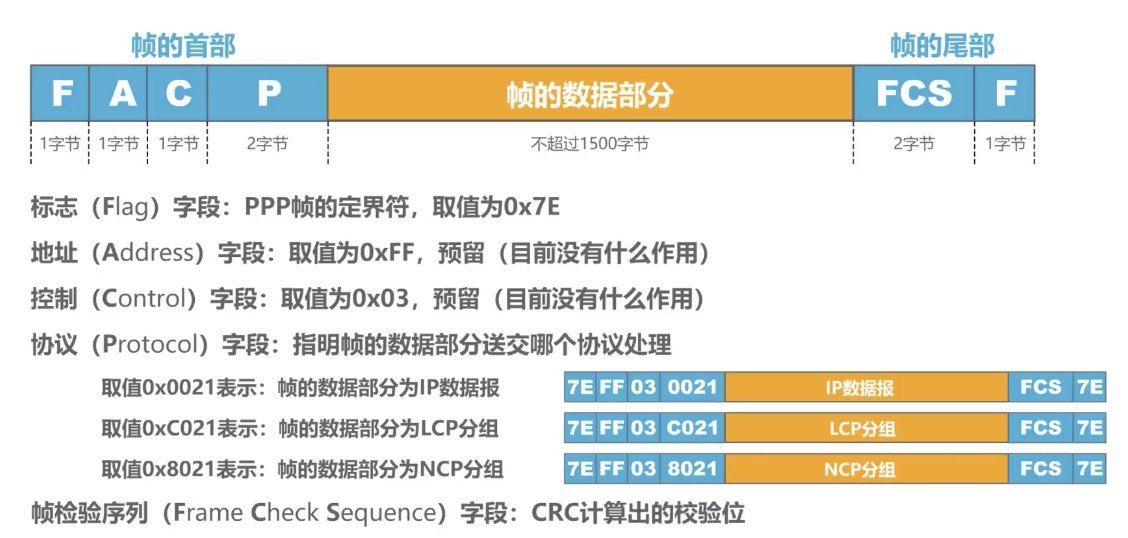 帧的首部 帧的尾部
F A C P 帧的数据部分 FCS F
1字节 1字节 1字节 2字节 不超过1500字节 2字节 1字节
标志（Flag）字段：PPP帧的定界符，取值为0x7E
地址（Address）字段：取值为0xFF，预留（目前没有什么作用）
控制（Control）字段：取值为0x03，预留（目前没有什么作用）
协议（Protocol）字段：指明帧的数据部分送交哪个协议处理
取值0x0021表示：帧的数据部分为IP数据报 7E FF 03 0021 IP数据报 FCS 7E
取值0xC021表示：帧的数据部分为LCP分组 7E FF 03 C021 LCP分组 FCS 7E
取值0x8021表示：帧的数据部分为NCP分组 7E FF 03 8021 NCP分组 FCS 7E
帧检验序列（Frame Check Sequence）字段：CRC计算出的校验位